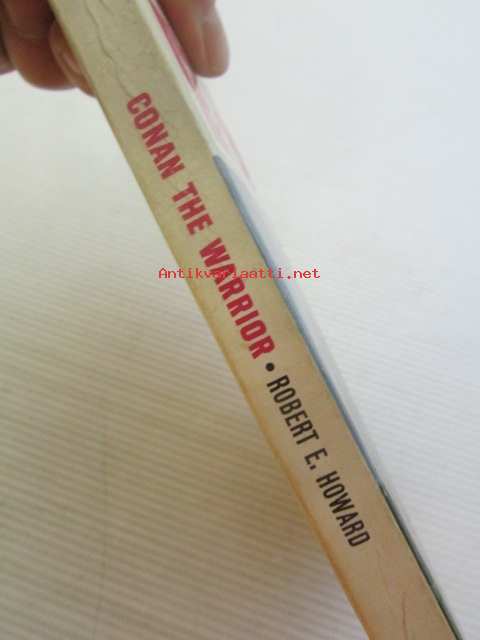 CONAN THE WARRIOR • ROBERT E. HOWARD
Antikvariaatti.net